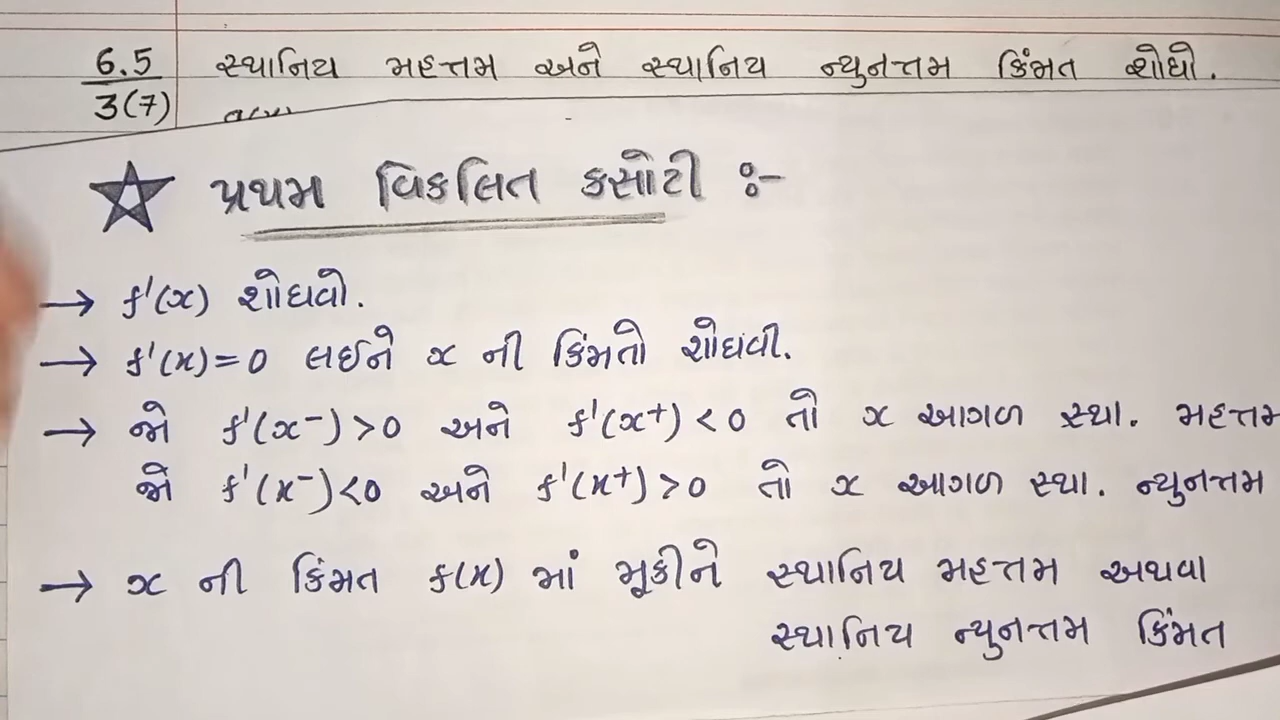 6.5 સ્થાનિય મહત્તમ અને સ્થાનિય ન્યુનત્તમ કિંમત શોધો.
3(7)
પ્રથમ વિકલિત કસોટી :-
→ f'(x) શોધવો.
→ f'(x)=0 લઈને x ની કિંમતો શોધવી.
→ જો f'(x⁻)>0 અને f'(x⁺)<0 તો x આગળ સ્થા. મહત્તમ
જો f'(x⁻)<0 અને f'(x⁺)>0 તો x આગળ સ્થા. ન્યુનત્તમ
→ x ની કિંમત f(x) માં મૂકીને સ્થાનિય મહત્તમ અથવા
સ્થાનિય ન્યુનત્તમ કિંમત